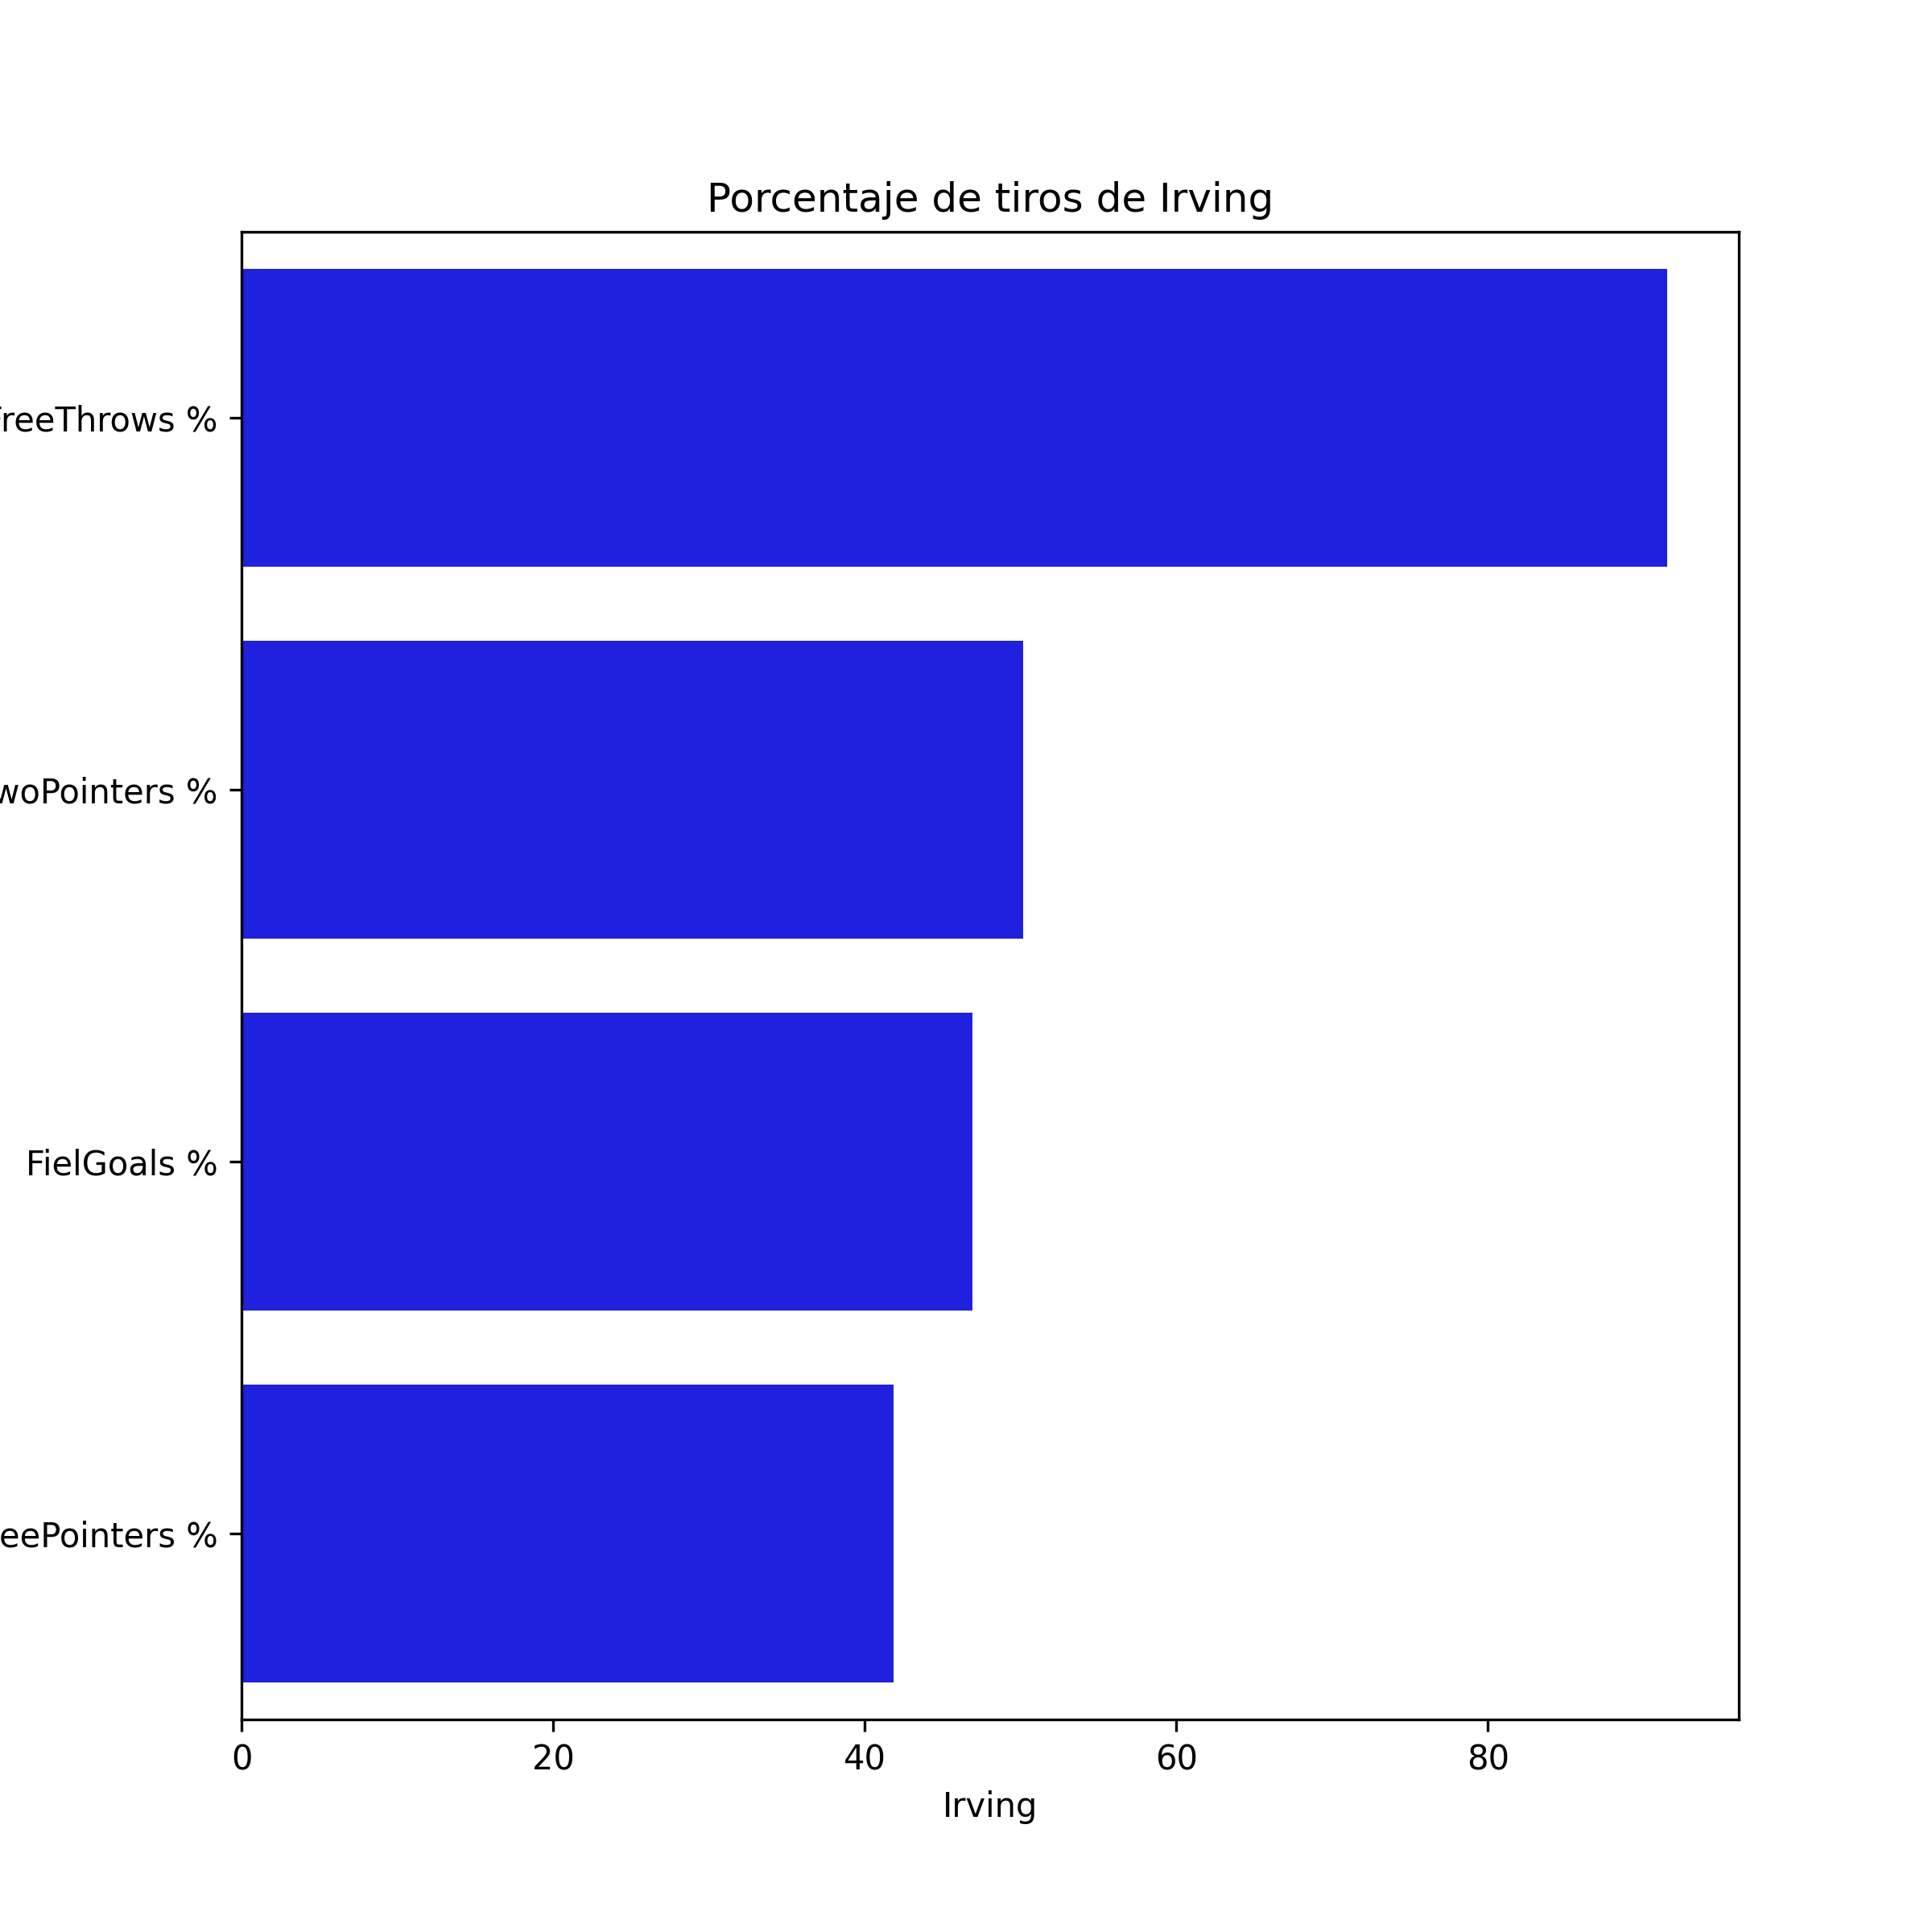 Porcentaje de tiros de Irving
reeThrows %
woPointers %
FielGoals %
eePointers %
0 20 40 60 80
Irving